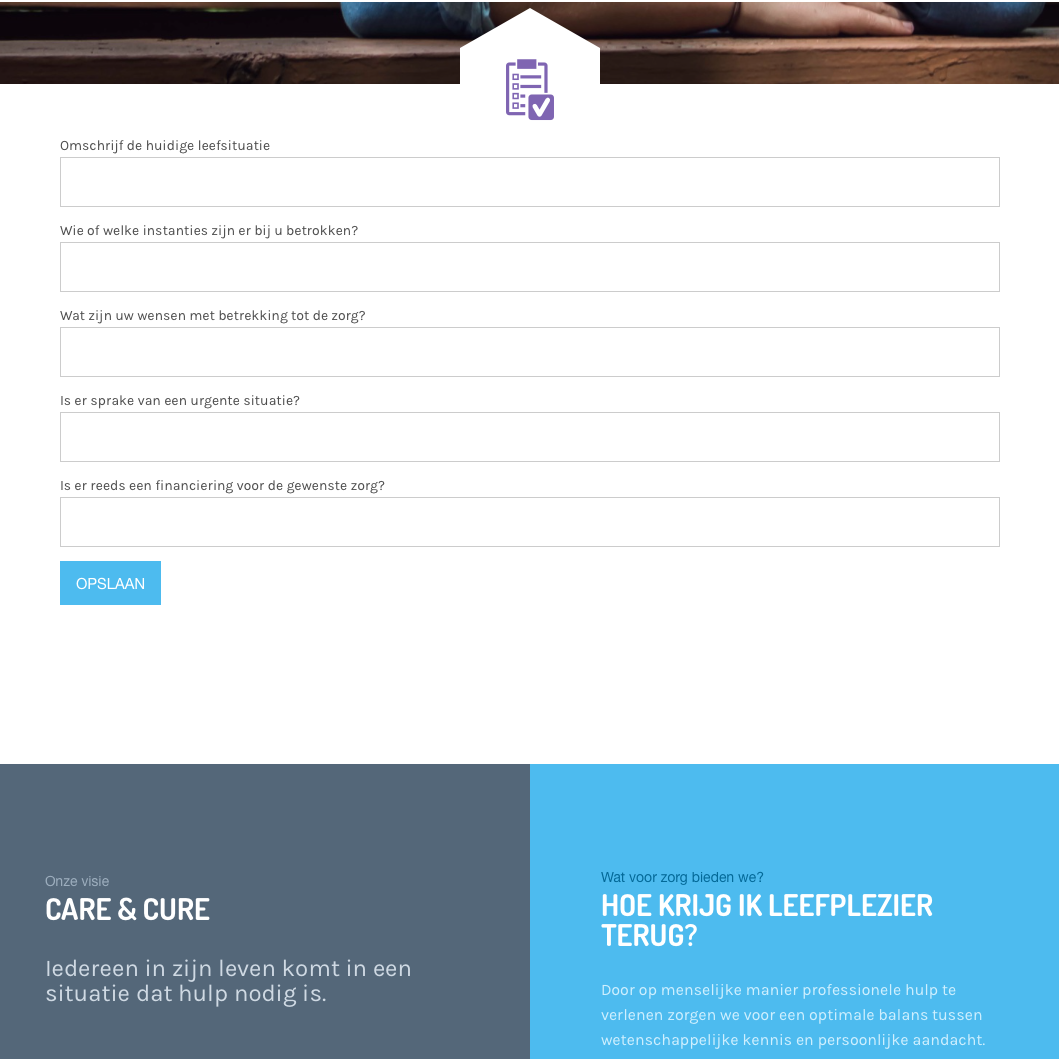 Omschrijf de huidige leefsituatie
Wie of welke instanties zijn er bij u betrokken?
Wat zijn uw wensen met betrekking tot de zorg?
Is er sprake van een urgente situatie?
Is er reeds een financiering voor de gewenste zorg?
OPSLAAN
Onze visie
CARE & CURE
Iedereen in zijn leven komt in een
situatie dat hulp nodig is.
Wat voor zorg bieden we?
HOE KRIJG IK LEEFPLEZIER
TERUG?
Door op menselijke manier professionele hulp te
verlenen zorgen we voor een optimale balans tussen
wetenschappelijke kennis en persoonlijke aandacht.